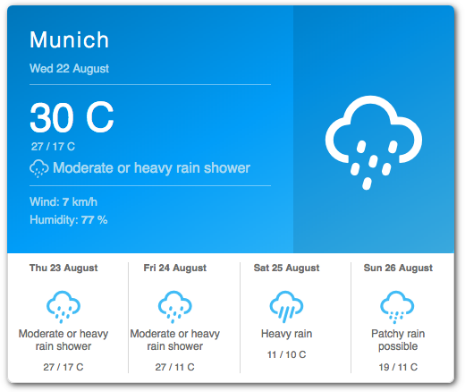 Munich
Wed 22 August
30 C
27 / 17 C
Moderate or heavy rain shower
Wind: 7 km/h
Humidity: 77 %
Thu 23 August
Moderate or heavy
rain shower
27 / 17 C
Fri 24 August
Moderate or heavy
rain shower
27 / 11 C
Sat 25 August
Heavy rain
11 / 10 C
Sun 26 August
Patchy rain
possible
19 / 11 C